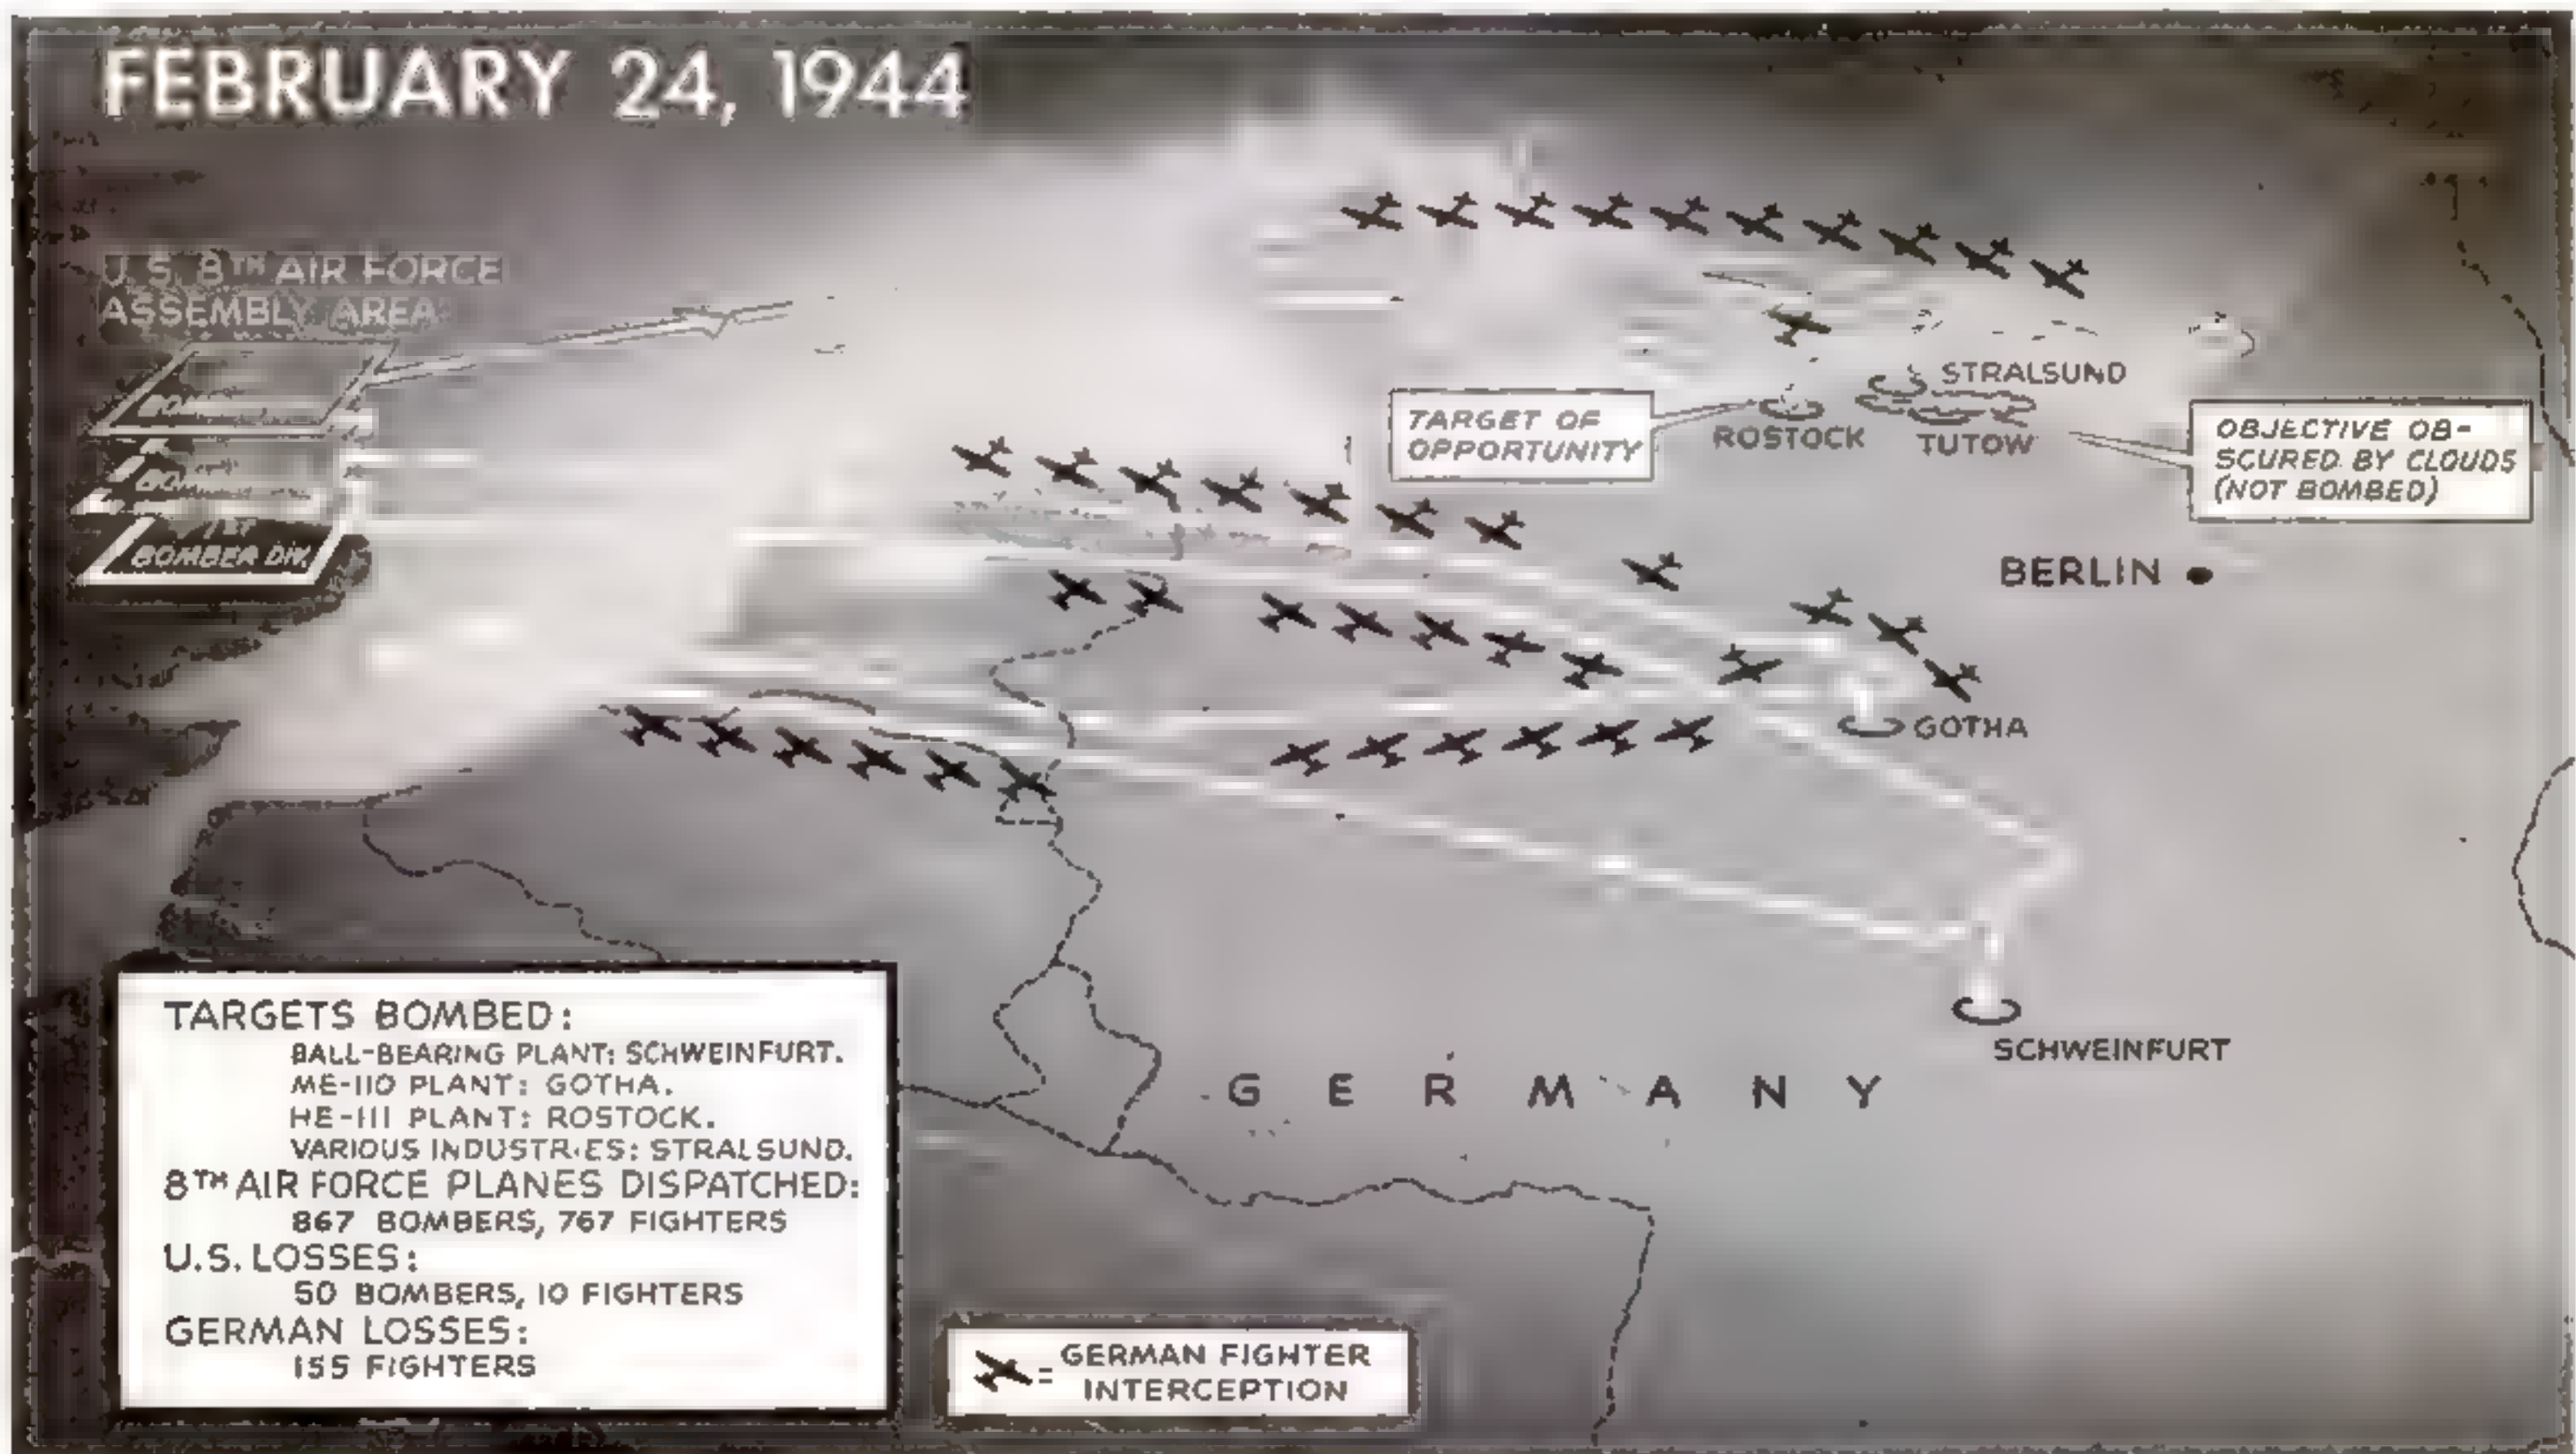 FEBRUARY 24, 1944
U.S. 8TH AIR FORCE
ASSEMBLY AREA
1ST
BOMBER DIV.
STRALSUND
TARGET OF
OPPORTUNITY
ROSTOCK
TUTOW
OBJECTIVE OB-
SCURED BY CLOUDS
(NOT BOMBED)
BERLIN
GOTHA
SCHWEINFURT
GERMANY
TARGETS BOMBED:
BALL-BEARING PLANT: SCHWEINFURT.
ME-110 PLANT: GOTHA.
HE-111 PLANT: ROSTOCK.
VARIOUS INDUSTRIES: STRALSUND.
8TH AIR FORCE PLANES DISPATCHED:
867 BOMBERS, 767 FIGHTERS
U.S. LOSSES:
50 BOMBERS, 10 FIGHTERS
GERMAN LOSSES:
155 FIGHTERS
= GERMAN FIGHTER
INTERCEPTION